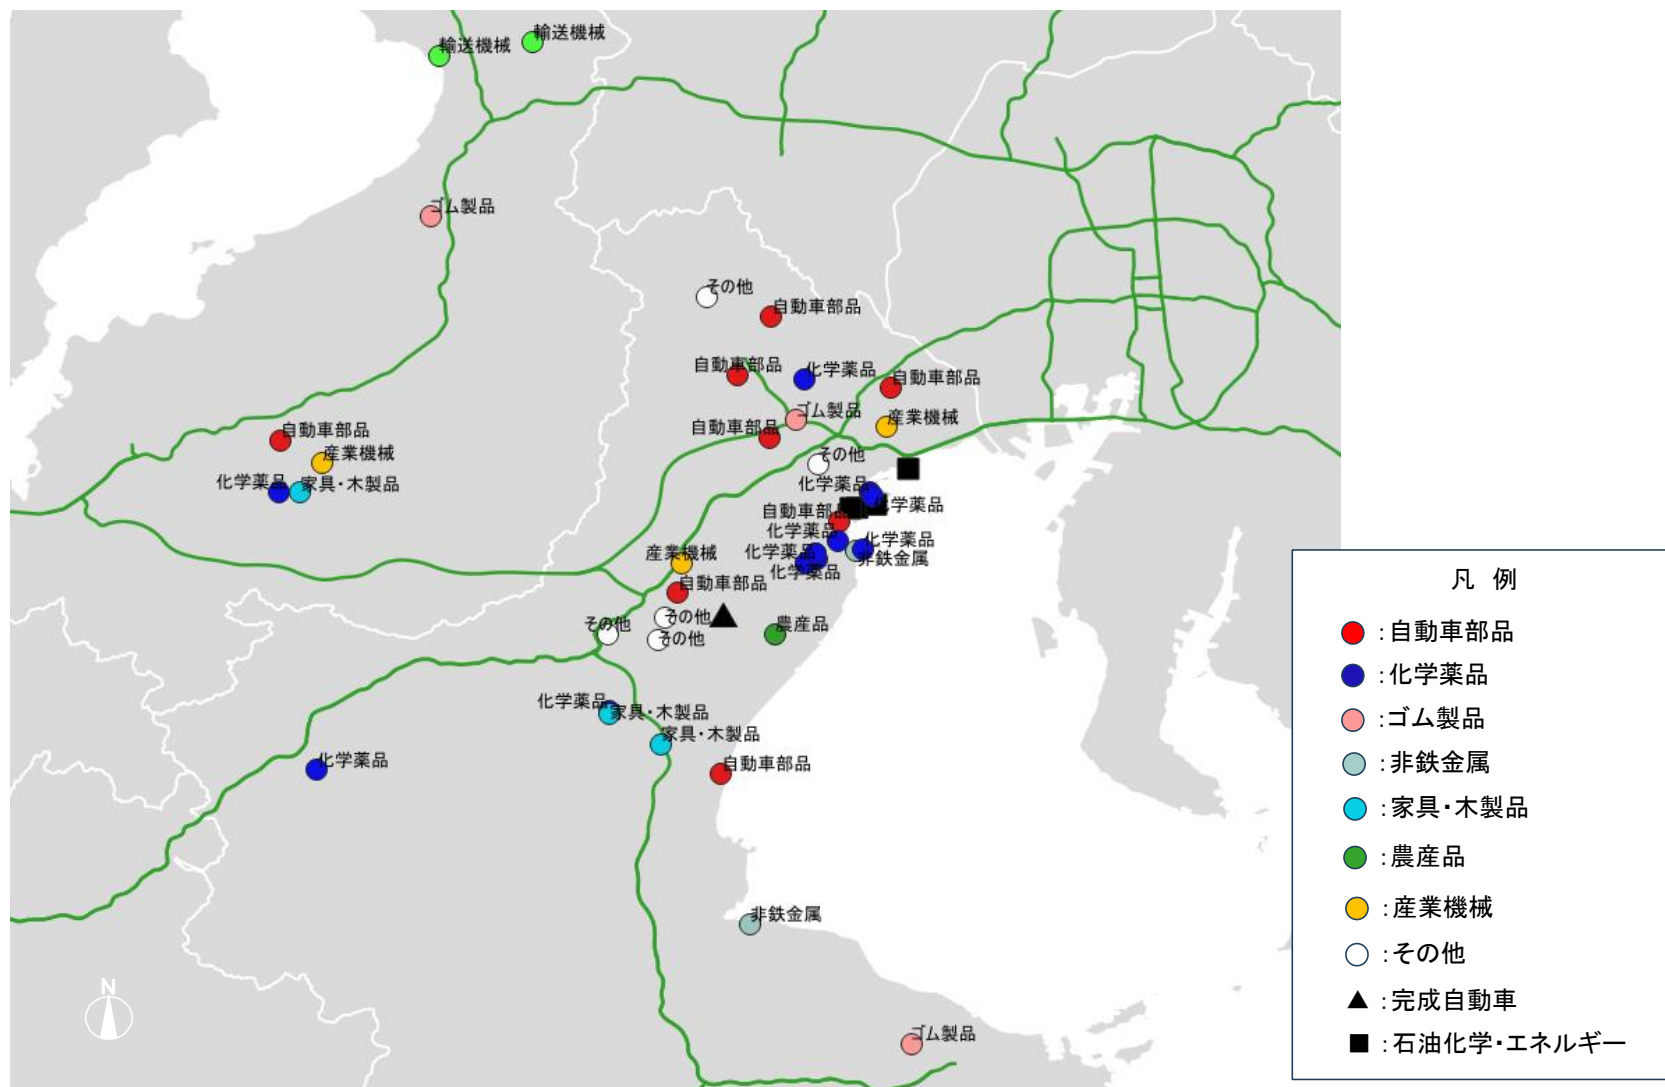 輸送機械
輸送機械
ゴム製品
その他
自動車部品
自動車部品
化学薬品
自動車部品
ゴム製品
産業機械
自動車部品
自動車部品
産業機械
その他
化学薬品
家具・木製品
化学薬品
化学薬品
自動車部品
化学薬品
化学薬品
化学薬品
非鉄金属
化学薬品
産業機械
自動車部品
その他
その他
その他
農産品
化学薬品
家具・木製品
家具・木製品
化学薬品
自動車部品
非鉄金属
ゴム製品
N
凡 例
：自動車部品
：化学薬品
：ゴム製品
：非鉄金属
：家具・木製品
：農産品
：産業機械
：その他
：完成自動車
：石油化学・エネルギー